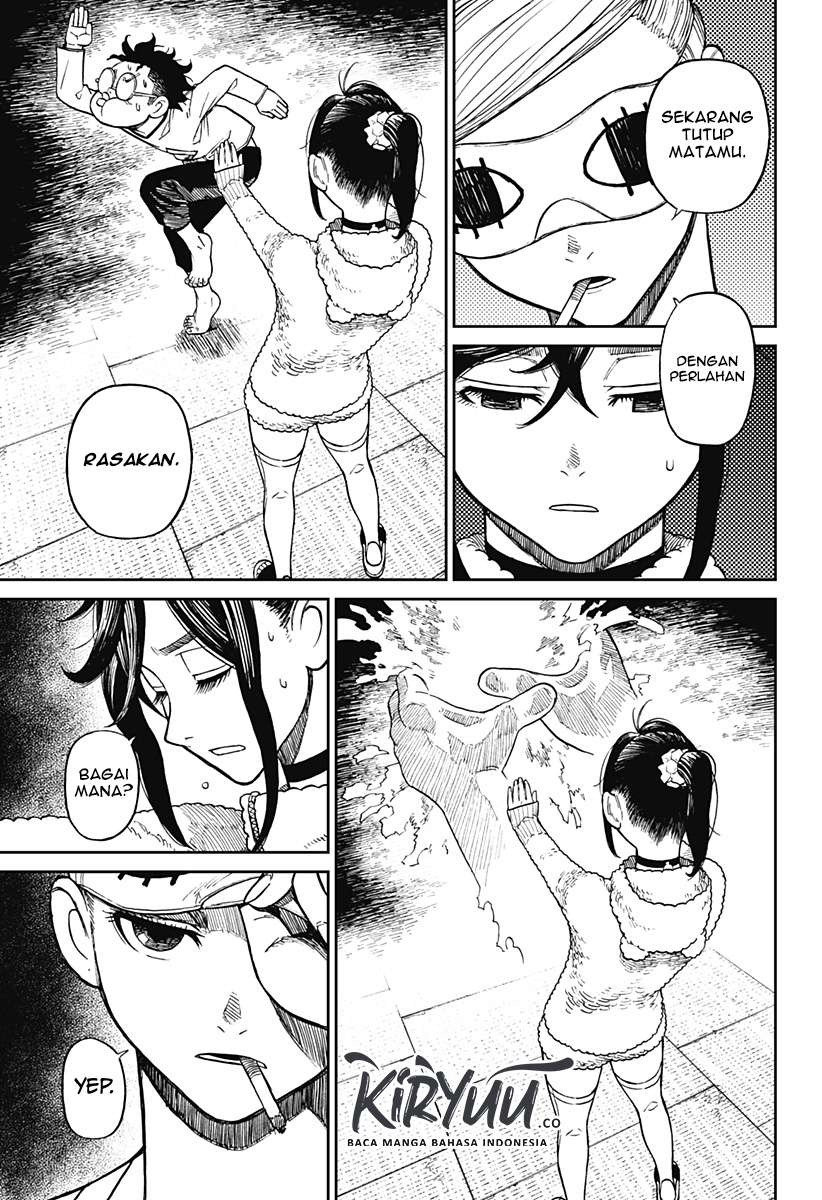 SEKARANG
TUTUP
MATAMU.
DENGAN
PERLAHAN
RASAKAN.
BAGAI
MANA?
YEP.
KiRYUU.CO
BACA MANGA BAHASA INDONESIA